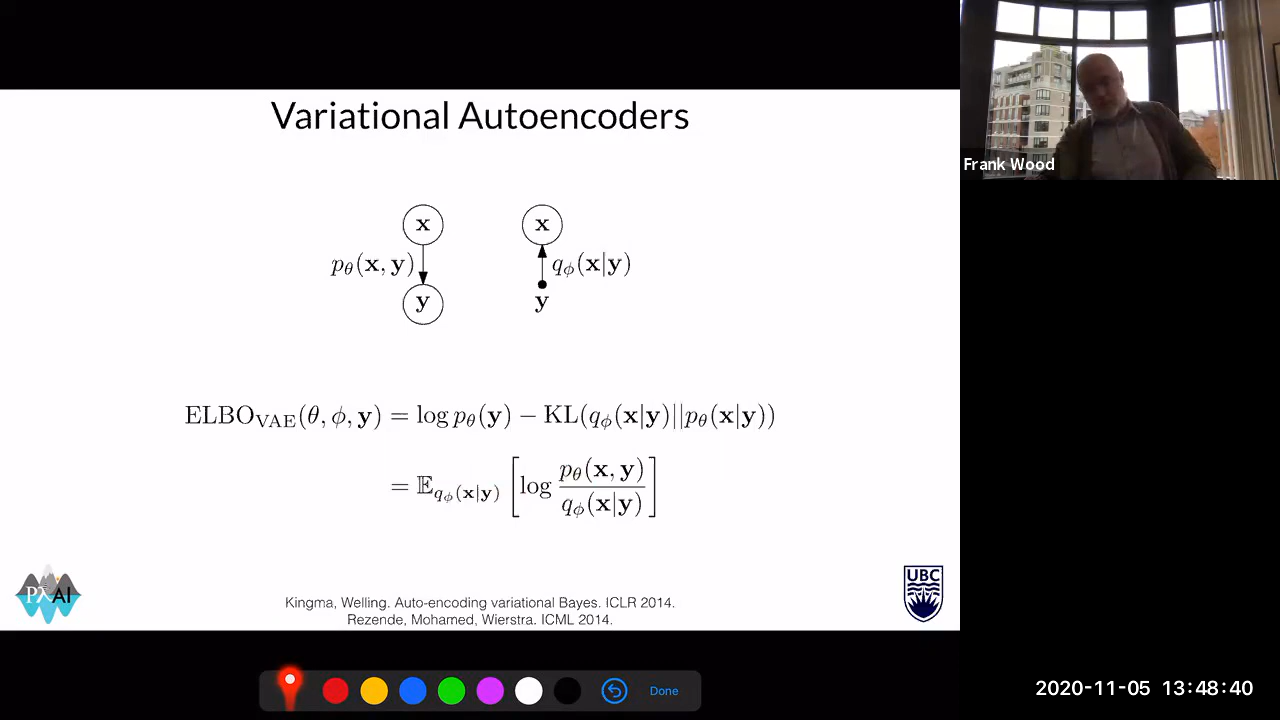 Variational Autoencoders
x
x
pθ(x, y)
qφ(x|y)
y
y
ELBO_VAE(θ, φ, y) = log pθ(y) − KL(qφ(x|y)||pθ(x|y))
= 𝔼_qφ(x|y) [log pθ(x, y) / qφ(x|y)]
PλAI
UBC
Kingma, Welling. Auto-encoding variational Bayes. ICLR 2014.
Rezende, Mohamed, Wierstra. ICML 2014.
Frank Wood
Done
2020-11-05 13:48:40